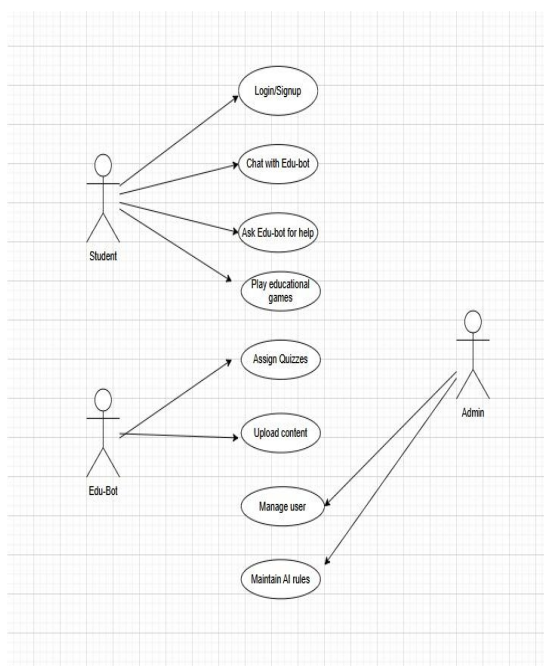 Login/Signup
Chat with Edu-bot
Student
Ask Edu-bot for help
Play educational
games
Assign Quizzes
Admin
Upload content
Edu-Bot
Manage user
Maintain AI rules